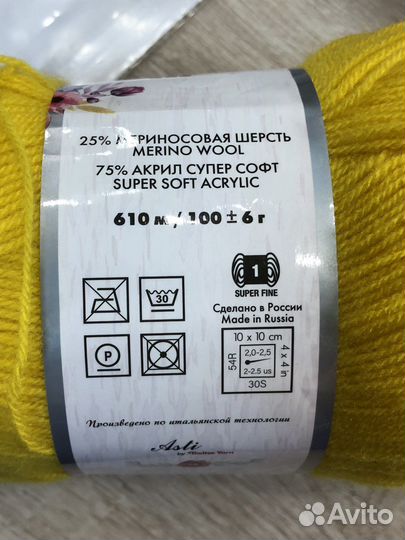 25% МЕРИНОСОВАЯ ШЕРСТЬ
MERINO WOOL
75% АКРИЛ СУПЕР СОФТ
SUPER SOFT ACRYLIC
610 м / 100 ± 6 г
30
1
SUPER FINE
P
Сделано в России
Made in Russia
10 x 10 cm
54R
2,0-2,5
2-2.5 us
4 x 4 in
30S
Произведено по итальянской технологии
Asli
Avito